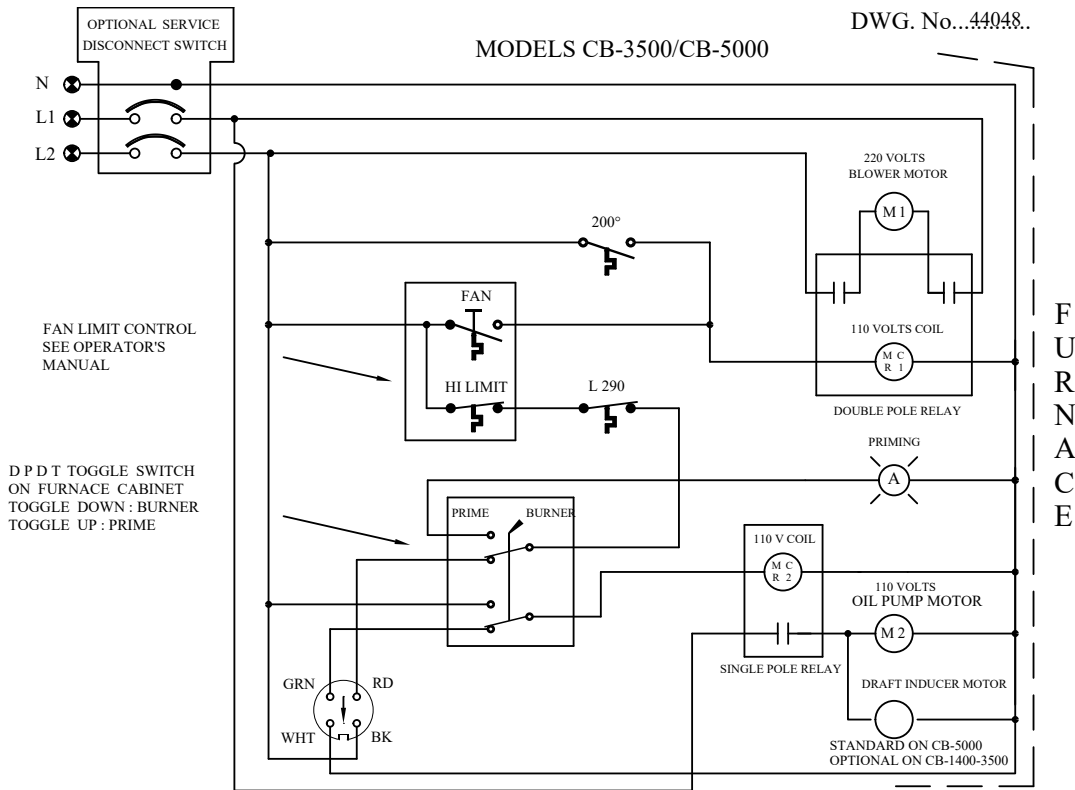 OPTIONAL SERVICE
DISCONNECT SWITCH
DWG. No...44048...
MODELS CB-3500/CB-5000
N
L1
L2
220 VOLTS
BLOWER MOTOR
M 1
200°
FAN
FAN LIMIT CONTROL
SEE OPERATOR'S
MANUAL
110 VOLTS COIL
M C
R 1
HI LIMIT
L 290
DOUBLE POLE RELAY
FURNACE
PRIMING
A
D P D T TOGGLE SWITCH
ON FURNACE CABINET
TOGGLE DOWN : BURNER
TOGGLE UP : PRIME
PRIME
BURNER
110 V COIL
M C
R 2
110 VOLTS
OIL PUMP MOTOR
M 2
SINGLE POLE RELAY
GRN
RD
WHT
BK
DRAFT INDUCER MOTOR
STANDARD ON CB-5000
OPTIONAL ON CB-1400-3500